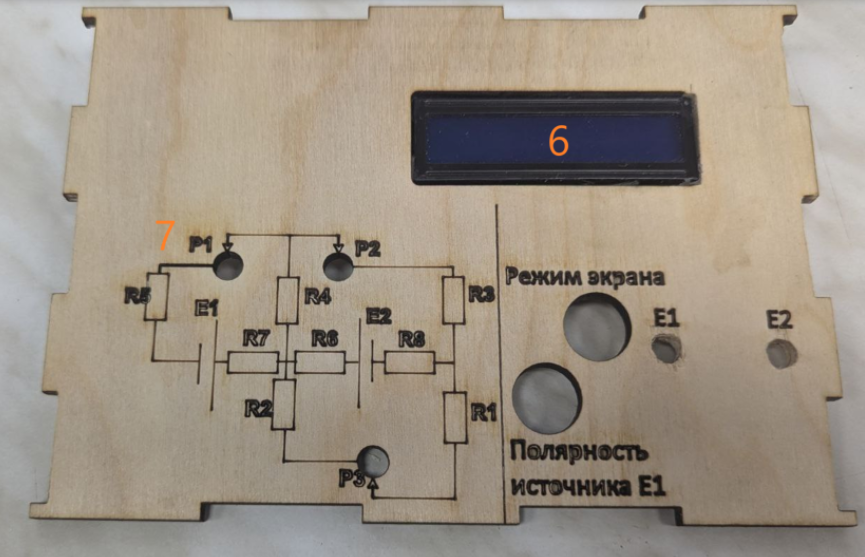 6
7
P1
P2
R5
R4
R3
Режим экрана
E1
E2
E1
E2
R7
R6
R8
R2
R1
P3
Полярность
источника E1